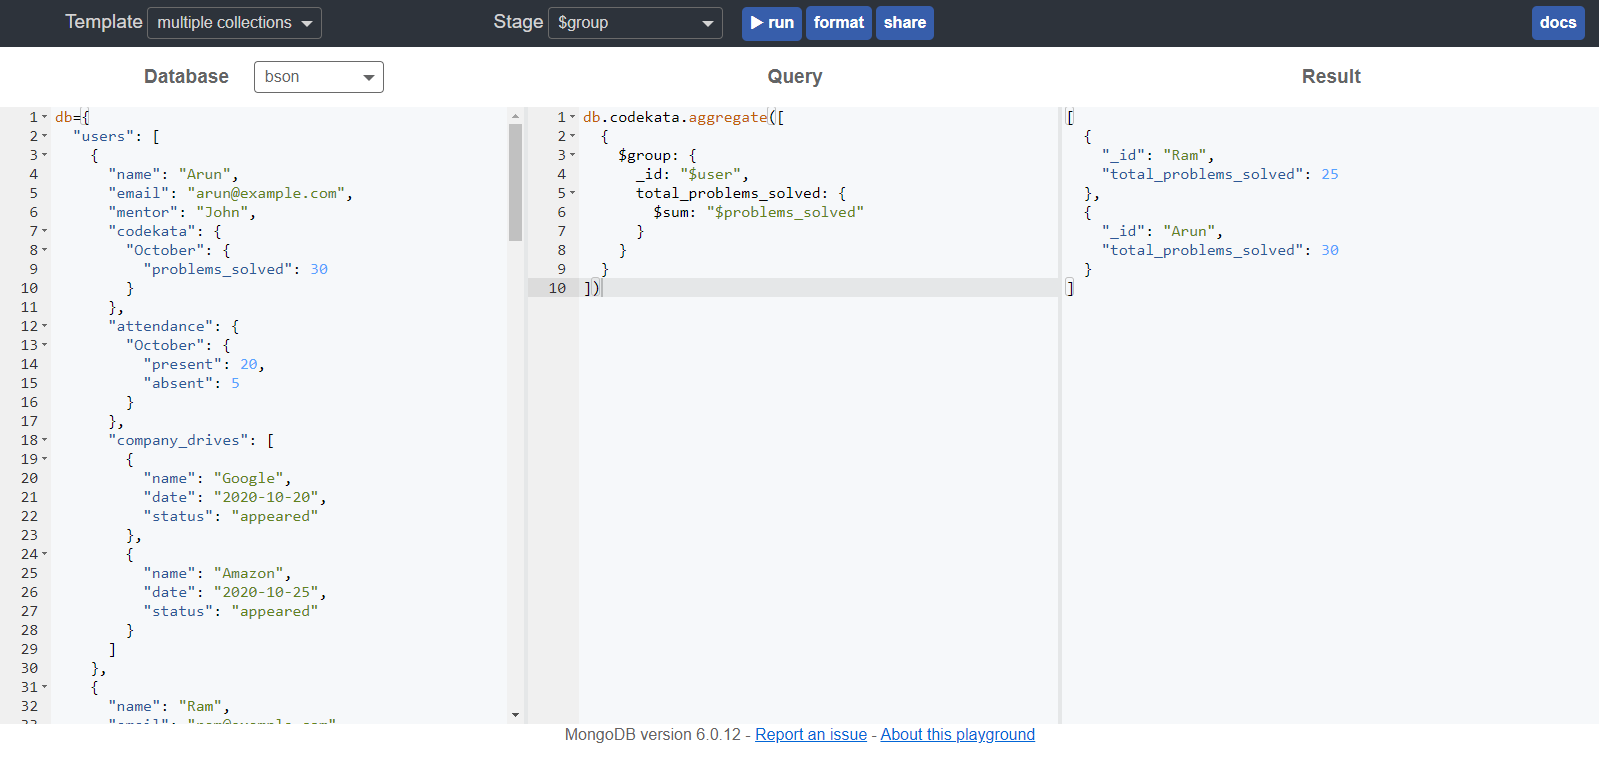 Template multiple collections Stage $group run format share docs
Database bson Query Result
1 db={
2 "users": [
3 {
4 "name": "Arun",
5 "email": "arun@example.com",
6 "mentor": "John",
7 "codekata": {
8 "October": {
9 "problems_solved": 30
10 }
11 },
12 "attendance": {
13 "October": {
14 "present": 20,
15 "absent": 5
16 }
17 },
18 "company_drives": [
19 {
20 "name": "Google",
21 "date": "2020-10-20",
22 "status": "appeared"
23 },
24 {
25 "name": "Amazon",
26 "date": "2020-10-25",
27 "status": "appeared"
28 }
29 ]
30 },
31 {
32 "name": "Ram",
1 db.codekata.aggregate([
2 {
3 $group: {
4 _id: "$user",
5 total_problems_solved: {
6 $sum: "$problems_solved"
7 }
8 }
9 }
10 ])
[
{
"_id": "Ram",
"total_problems_solved": 25
},
{
"_id": "Arun",
"total_problems_solved": 30
}
]
MongoDB version 6.0.12 - Report an issue - About this playground